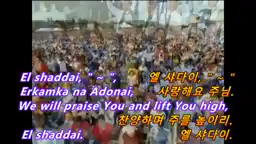 El shaddai, " ~ ", 엘 샤다이, " ~ "
Erkamka na Adonai, 사랑해요 주님.
We will praise You and lift You high,
찬양하며 주를 높이리.
El shaddai. 엘 샤다이.